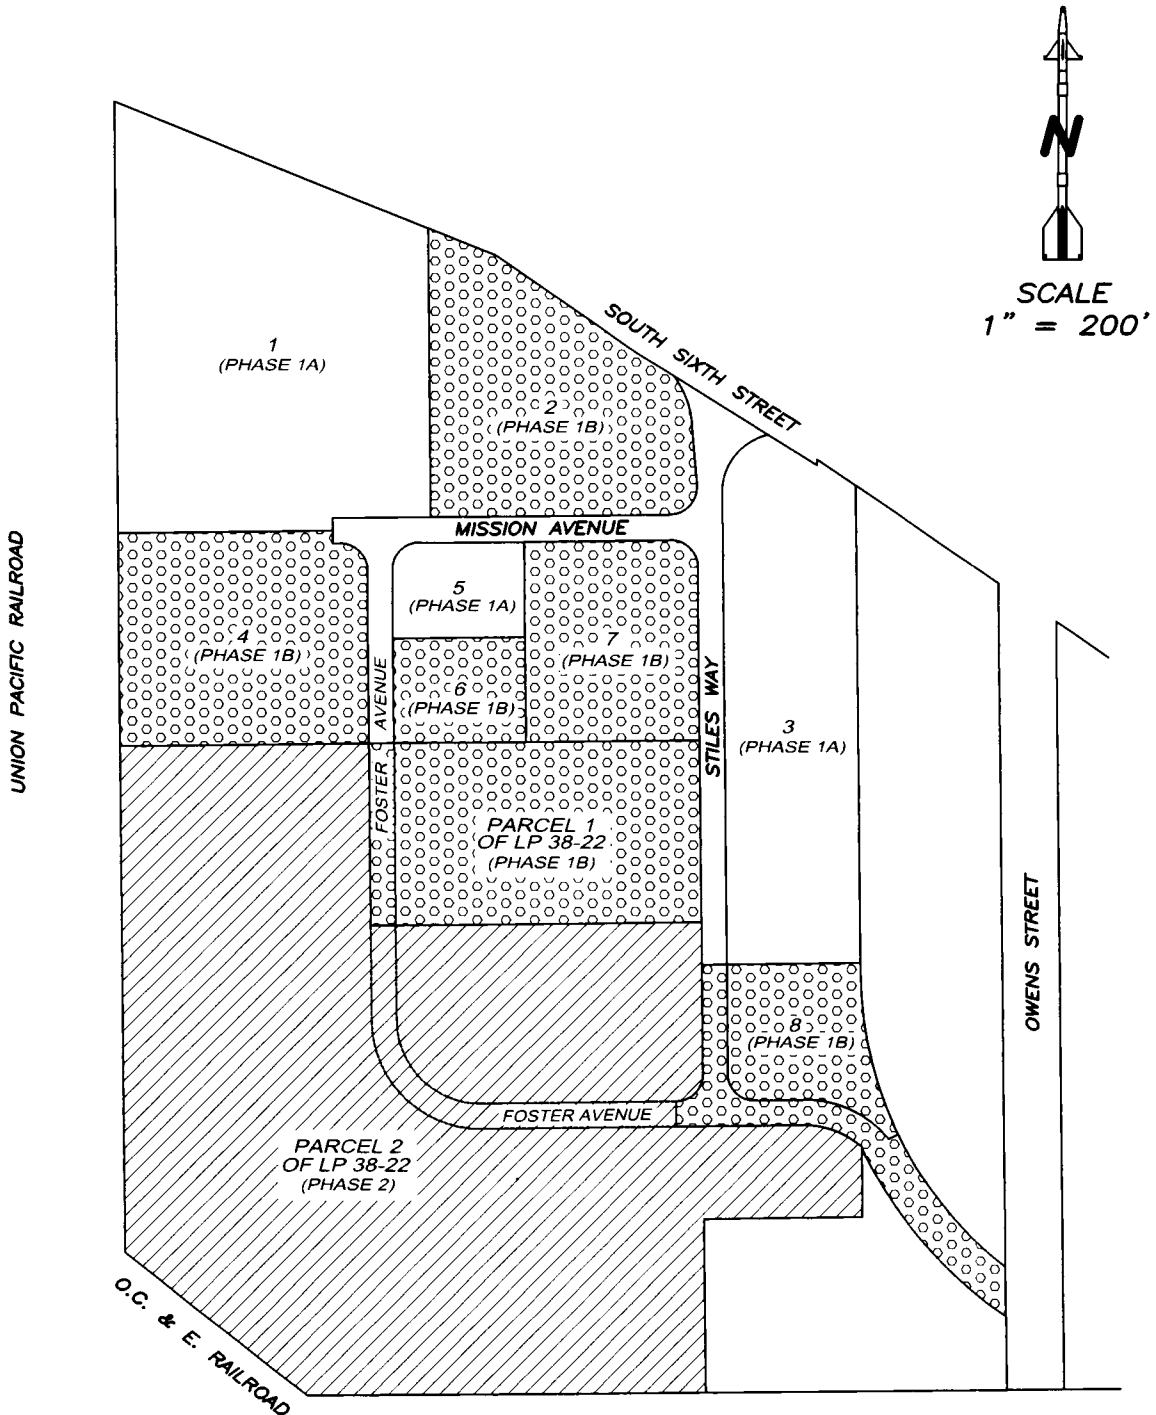 N
SCALE
1" = 200'
SOUTH SIXTH STREET
1
(PHASE 1A)
2
(PHASE 1B)
MISSION AVENUE
UNION PACIFIC RAILROAD
4
(PHASE 1B)
5
(PHASE 1A)
6
(PHASE 1B)
7
(PHASE 1B)
FOSTER AVENUE
STILES WAY
3
(PHASE 1A)
PARCEL 1
OF LP 38-22
(PHASE 1B)
OWENS STREET
8
(PHASE 1B)
FOSTER AVENUE
PARCEL 2
OF LP 38-22
(PHASE 2)
O.C. & E. RAILROAD